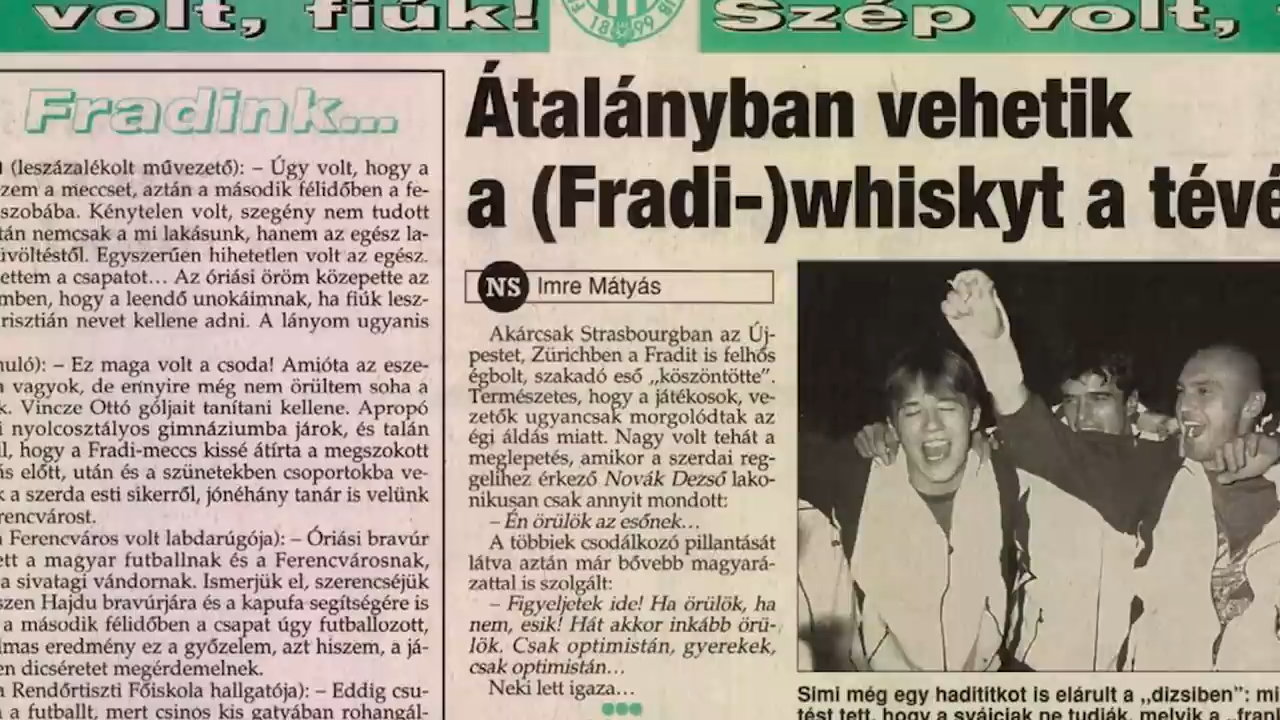 volt, fiúk!
1899
Szép volt,
Fradink...
(leszázalékolt művezető): – Úgy volt, hogy a
zem a meccset, aztán a második félidőben a fe-
szobába. Kénytelen volt, szegény nem tudott
tán nemcsak a mi lakásunk, hanem az egész la-
üvöltéstől. Egyszerűen hihetetlen volt az egész.
ettem a csapatot... Az óriási öröm közepette az
mben, hogy a leendő unokáimnak, ha fiúk lesz-
risztián nevet kellene adni. A lányom ugyanis
nuló): – Ez maga volt a csoda! Amióta az esze-
vagyok, de ennyire még nem örültem soha a
k. Vincze Ottó góljait tanítani kellene. Apropó
i nyolcosztályos gimnáziumba járok, és talán
l, hogy a Fradi-meccs kissé átírta a megszokott
ás előtt, után és a szünetekben csoportokba ve-
k a szerda esti sikerről, jónéhány tanár is velünk
rencvárost.
a Ferencváros volt labdarúgója): – Óriási bravúr
ett a magyar futballnak és a Ferencvárosnak,
a sivatagi vándornak. Ismerjük el, szerencséjük
szen Hajdu bravúrjára és a kapufa segítségére is
a második félidőben a csapat úgy futballozott,
lmas eredmény ez a győzelem, azt hiszem, a já-
en dicséretet megérdemelnek.
a Rendőrtiszti Főiskola hallgatója): – Eddig csu-
a futballt, mert csinos kis gatyában rohangál-
Átalányban vehetik
a (Fradi-)whiskyt a tévé
NS Imre Mátyás
Akárcsak Strasbourgban az Új-
pestet, Zürichben a Fradit is felhős
égbolt, szakadó eső „köszöntötte”.
Természetes, hogy a játékosok, ve-
zetők ugyancsak morgolódtak az
égi áldás miatt. Nagy volt tehát a
meglepetés, amikor a szerdai reg-
gelihez érkező Novák Dezső lako-
nikusan csak annyit mondott:
– Én örülök az esőnek...
A többiek csodálkozó pillantását
látva aztán már bővebb magyará-
zattal is szolgált:
– Figyeljetek ide! Ha örülök, ha
nem, esik! Hát akkor inkább örü-
lök. Csak optimistán, gyerekek,
csak optimistán...
Neki lett igaza...
Simi még egy hadititkot is elárult a „dizsiben”: mi
tést tett, hogy a svájciak ne tudják, melyik a „frank